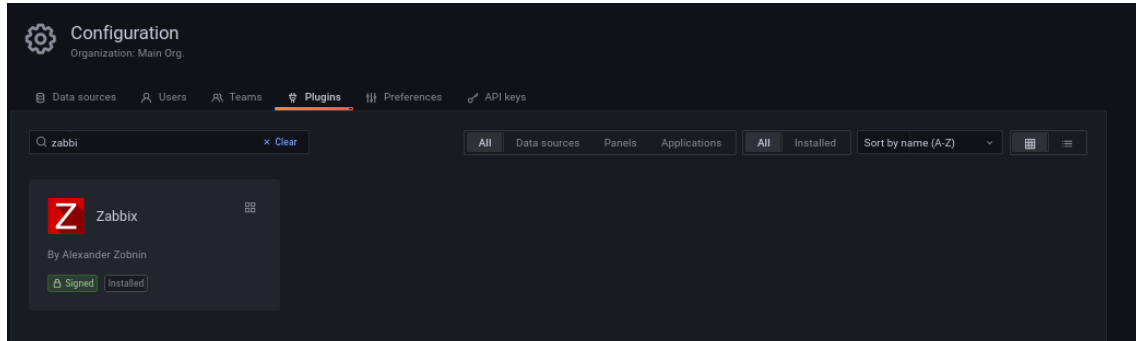 Configuration
Organization: Main Org.
Data sources Users Teams Plugins Preferences API keys
zabbi × Clear All Data sources Panels Applications All Installed Sort by name (A-Z)
Z Zabbix
By Alexander Zobnin
Signed Installed